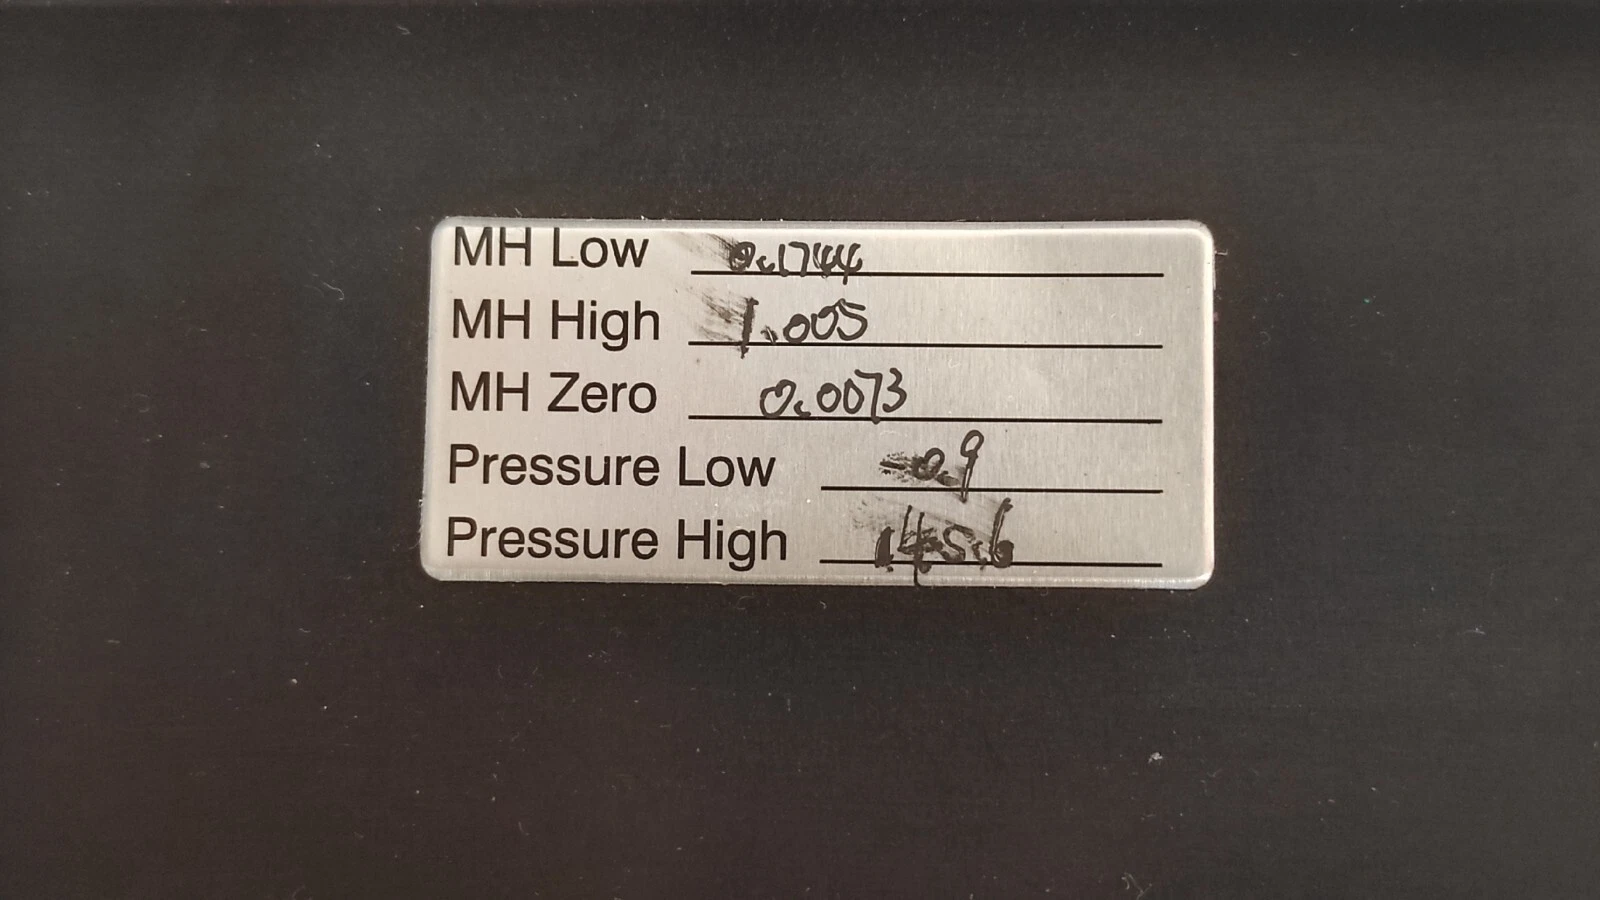 MH Low 0.1744
MH High 1.005
MH Zero 0.0073
Pressure Low -0.9
Pressure High 145.6